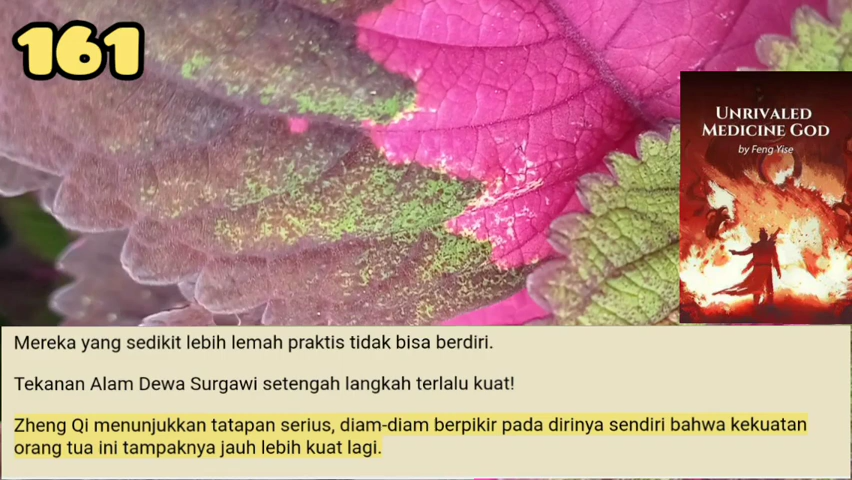 161
UNRIVALED
MEDICINE GOD
by Feng Yise
Mereka yang sedikit lebih lemah praktis tidak bisa berdiri.
Tekanan Alam Dewa Surgawi setengah langkah terlalu kuat!
Zheng Qi menunjukkan tatapan serius, diam-diam berpikir pada dirinya sendiri bahwa kekuatan
orang tua ini tampaknya jauh lebih kuat lagi.